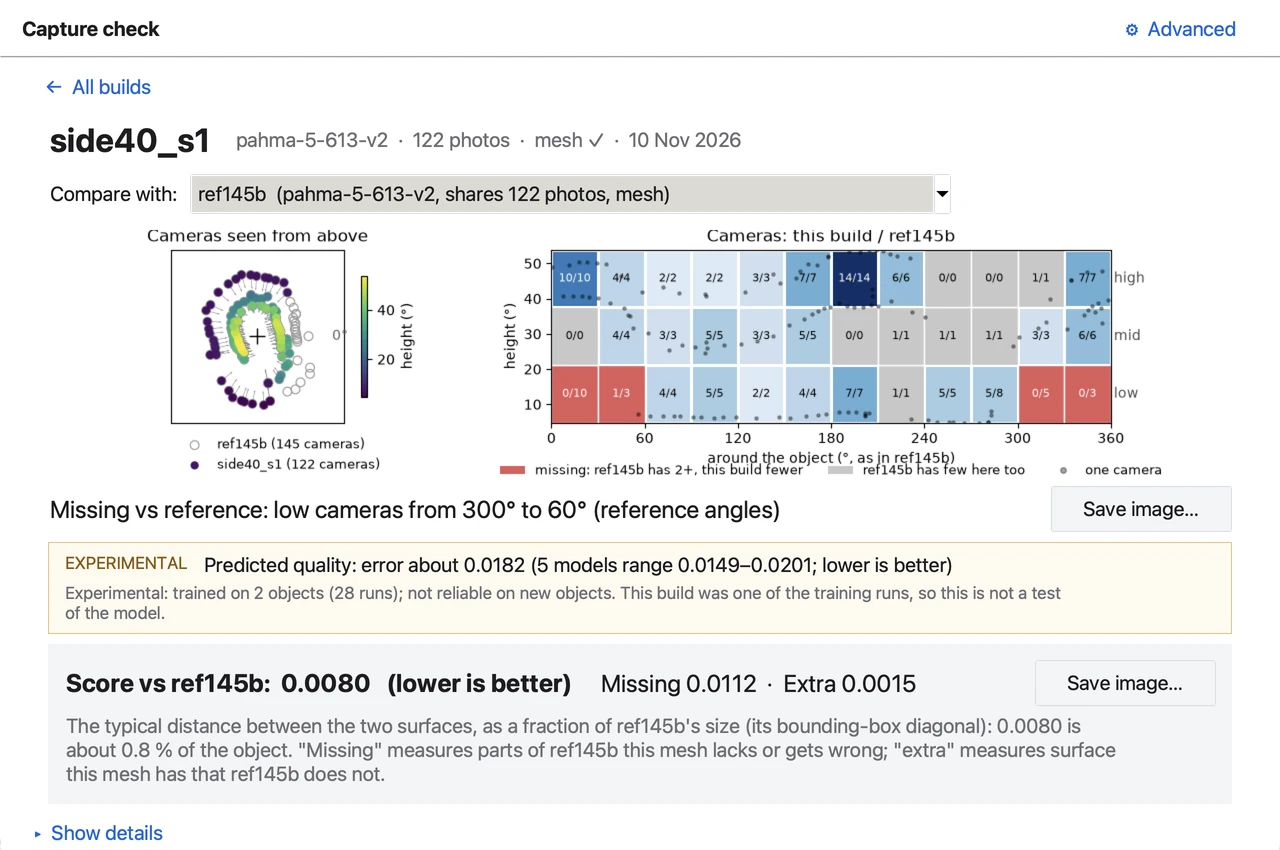 Capture check
⚙ Advanced
← All builds
side40_s1 pahma-5-613-v2 · 122 photos · mesh ✓ · 10 Nov 2026
Compare with: ref145b (pahma-5-613-v2, shares 122 photos, mesh)
Cameras seen from above
0°
40
20
height (°)
ref145b (145 cameras)
side40_s1 (122 cameras)
Cameras: this build / ref145b
height (°)
50
40
30
20
10
10/10 4/4 2/2 2/2 3/3 7/7 14/14 6/6 0/0 0/0 1/1 7/7 high
0/0 4/4 3/3 5/5 3/3 5/5 0/0 1/1 1/1 1/1 3/3 6/6 mid
0/10 1/3 4/4 5/5 2/2 4/4 7/7 1/1 5/5 5/8 0/5 0/3 low
0 60 120 180 240 300 360
around the object (°, as in ref145b)
missing: ref145b has 2+, this build fewer ref145b has few here too one camera
Missing vs reference: low cameras from 300° to 60° (reference angles)
Save image...
EXPERIMENTAL Predicted quality: error about 0.0182 (5 models range 0.0149–0.0201; lower is better)
Experimental: trained on 2 objects (28 runs); not reliable on new objects. This build was one of the training runs, so this is not a test
of the model.
Score vs ref145b: 0.0080 (lower is better) Missing 0.0112 · Extra 0.0015
Save image...
The typical distance between the two surfaces, as a fraction of ref145b's size (its bounding-box diagonal): 0.0080 is
about 0.8 % of the object. "Missing" measures parts of ref145b this mesh lacks or gets wrong; "extra" measures surface
this mesh has that ref145b does not.
▸ Show details